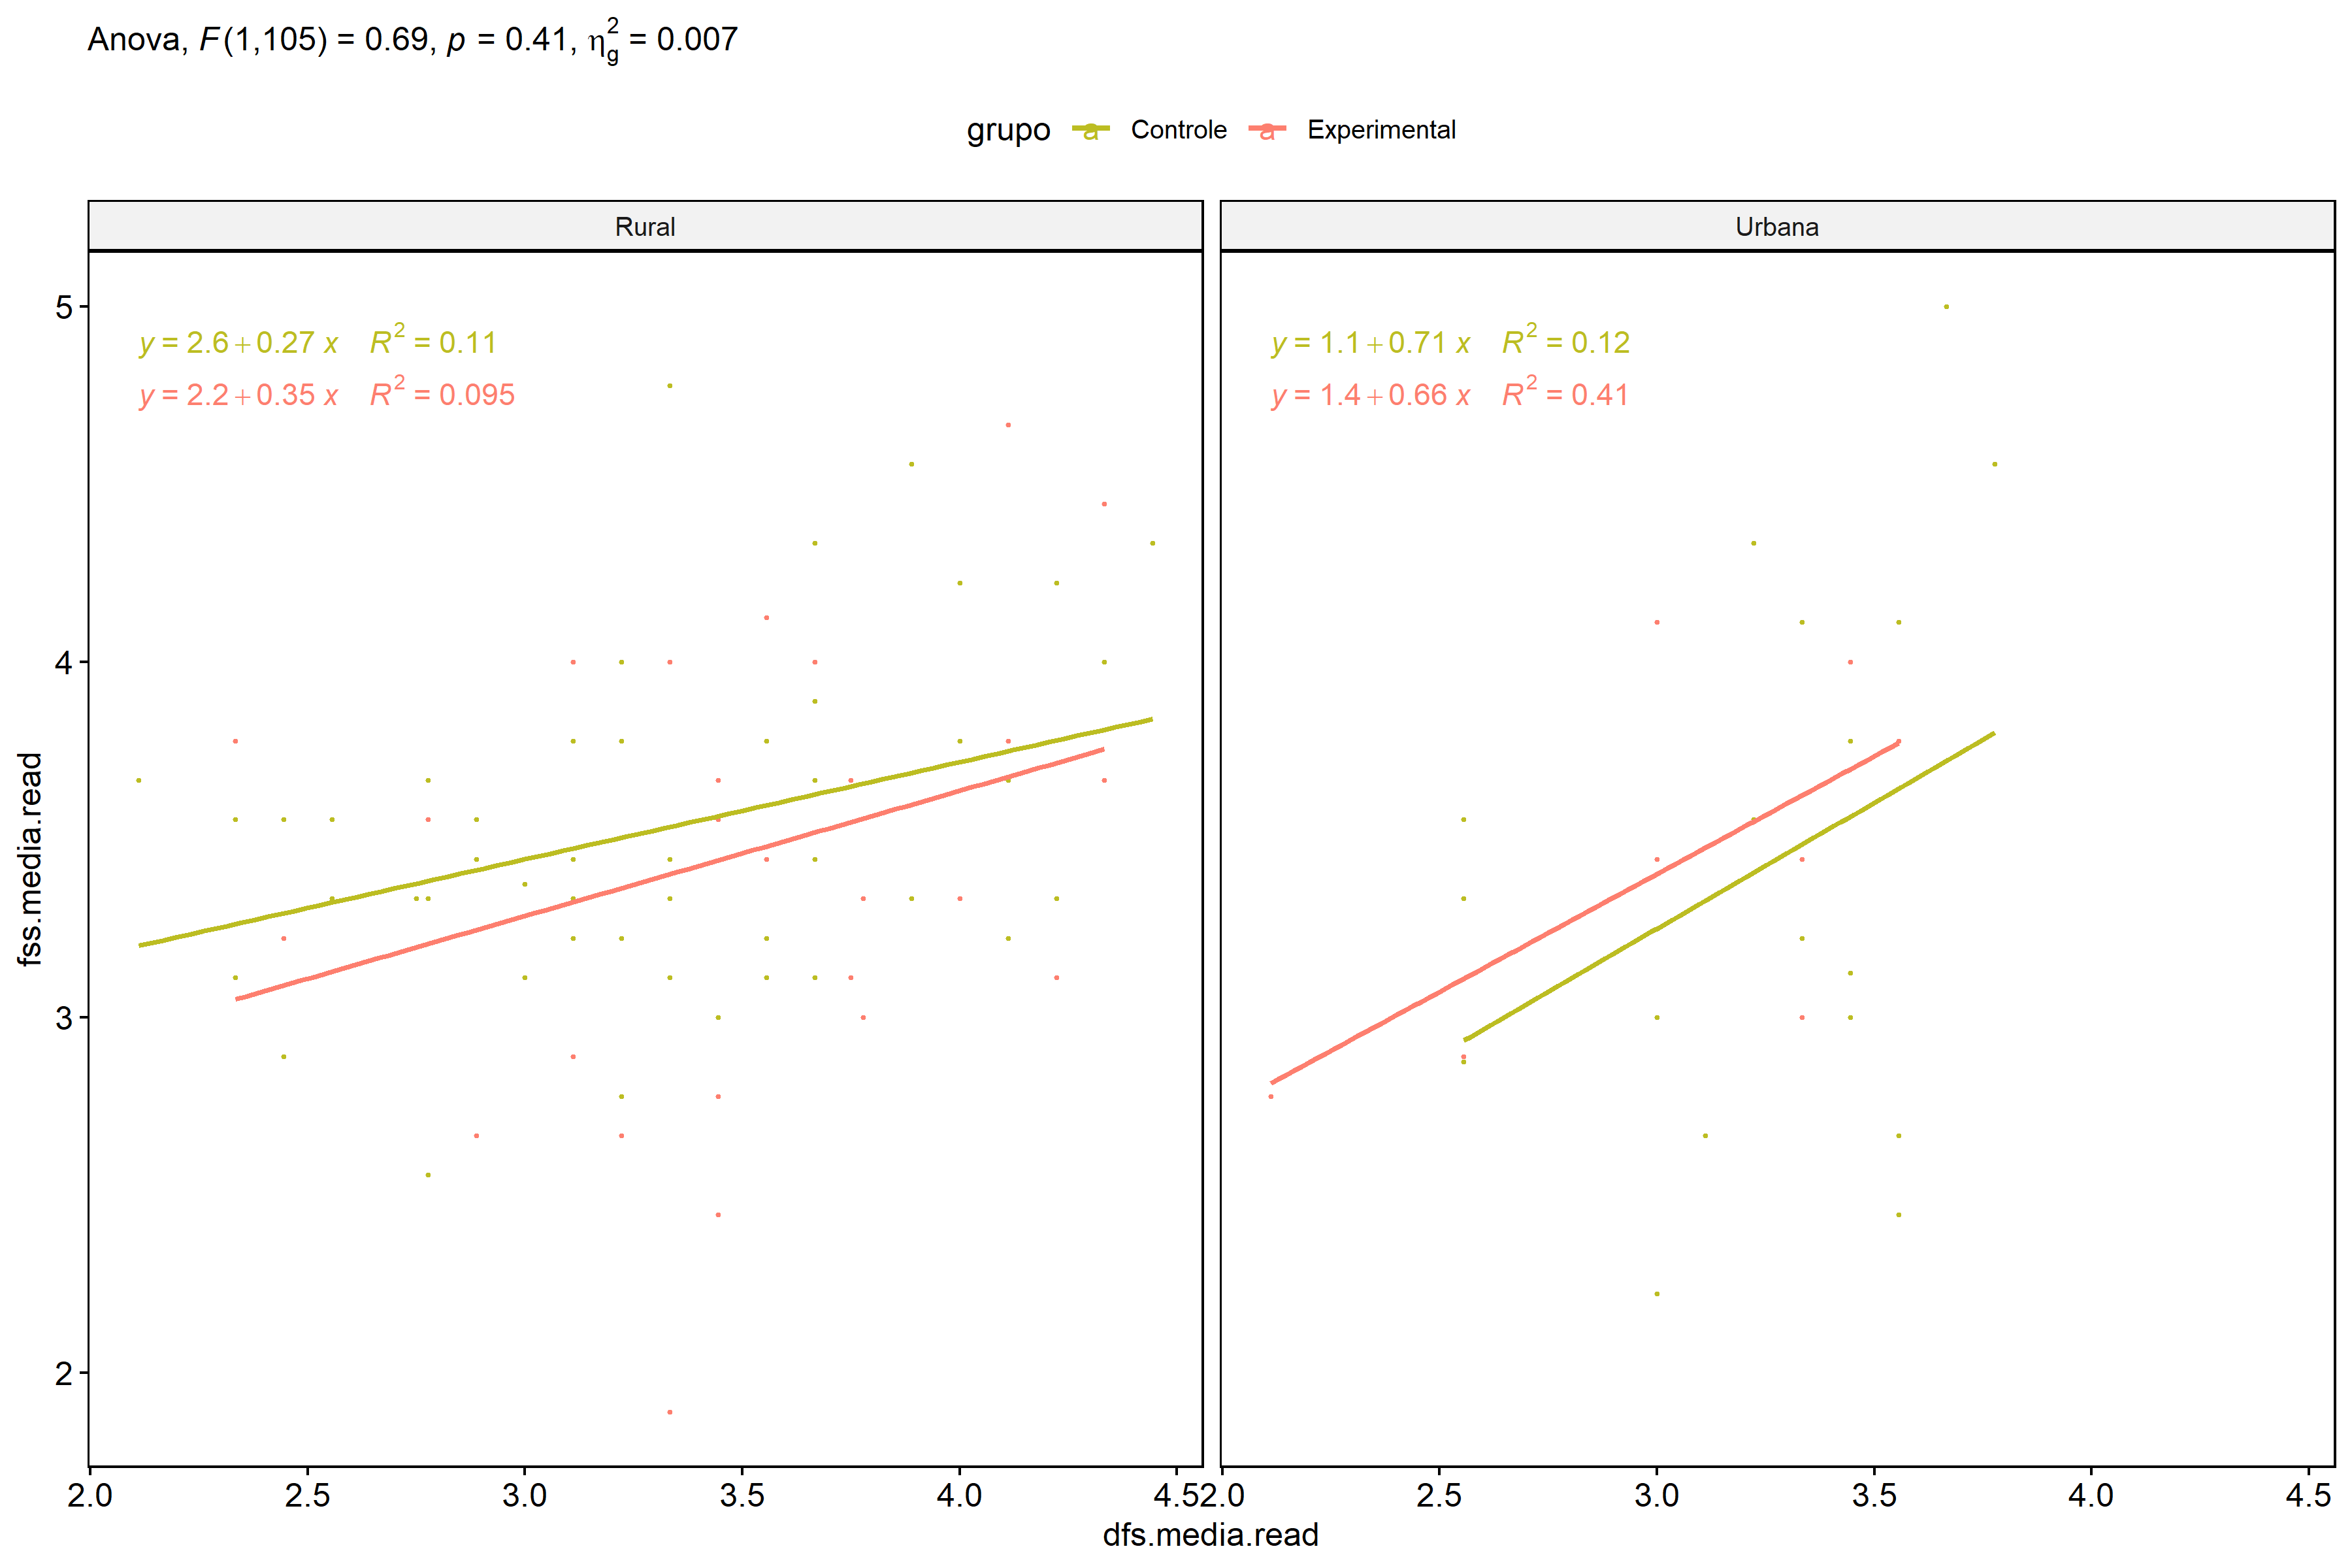 Anova, F(1,105) = 0.69, p = 0.41, η²g = 0.007
grupo a Controle a Experimental
Rural
Urbana
y = 2.6 + 0.27 x R² = 0.11
y = 2.2 + 0.35 x R² = 0.095
y = 1.1 + 0.71 x R² = 0.12
y = 1.4 + 0.66 x R² = 0.41
fss.media.read
5
4
3
2
2.0 2.5 3.0 3.5 4.0 4.5
2.0 2.5 3.0 3.5 4.0 4.5
dfs.media.read